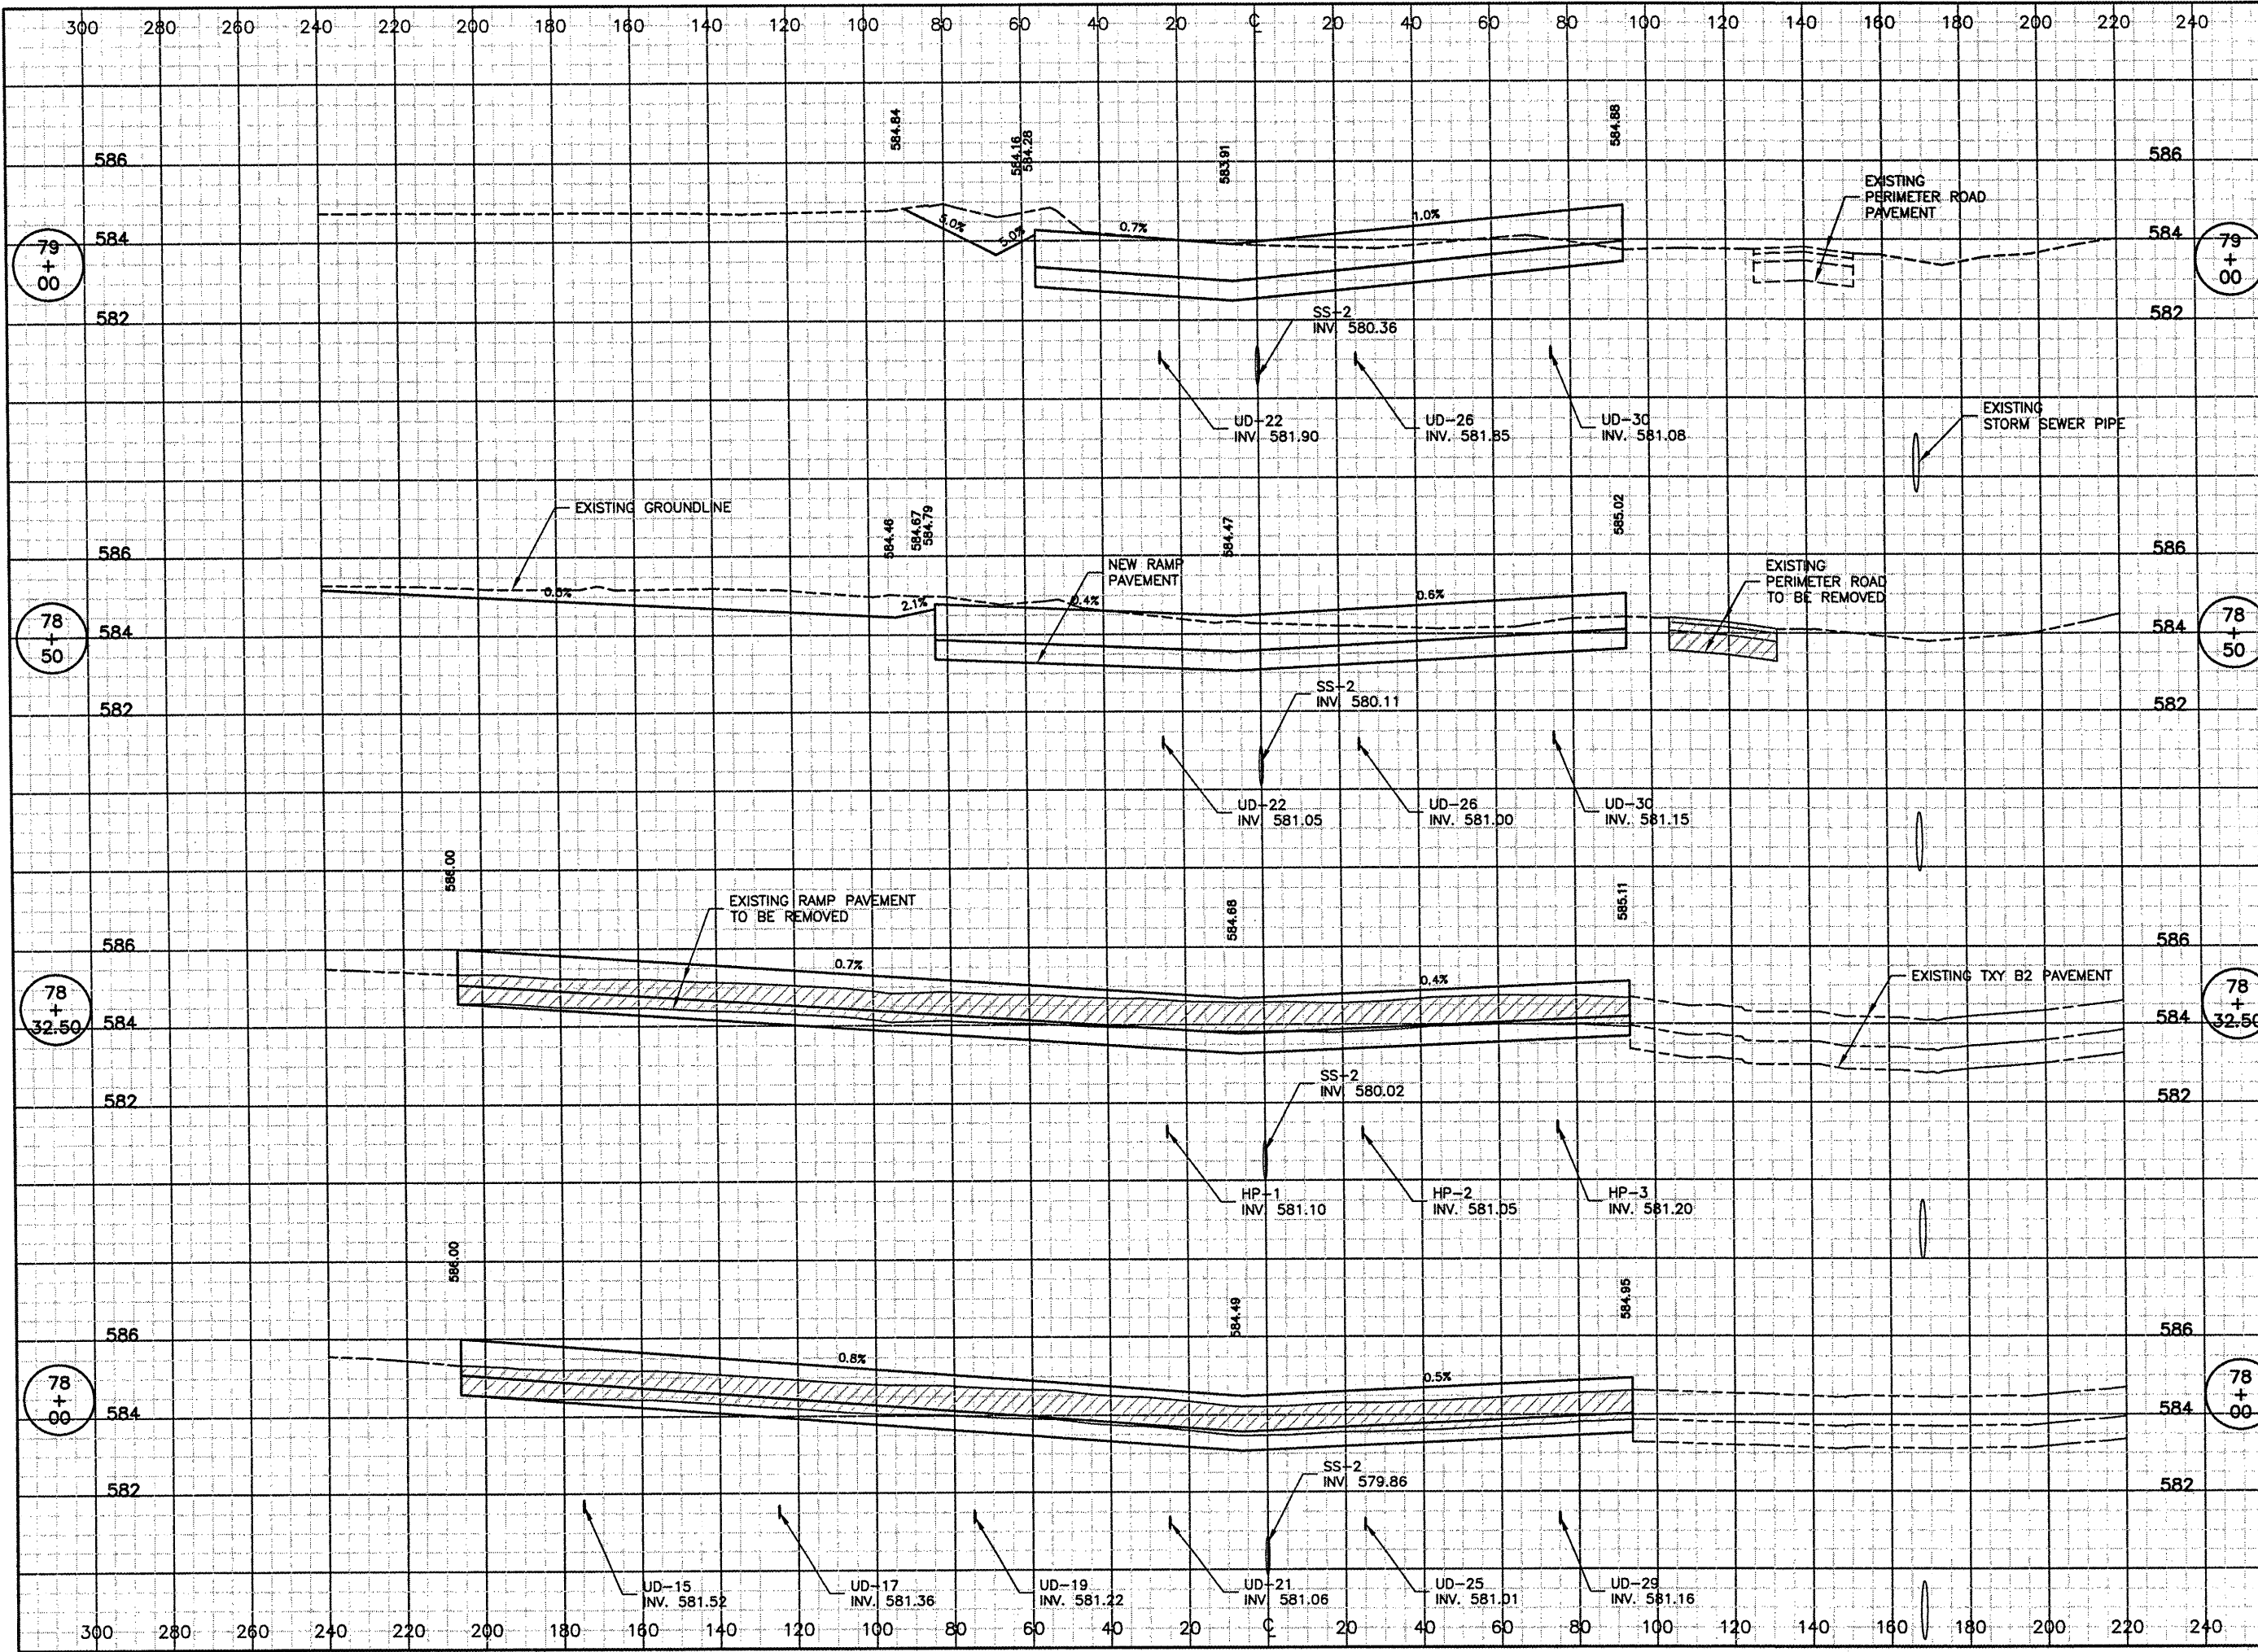 300 280 260 240 220 200 180 160 140 120 100 80 60 40 20 ℄ 20 40 60 80 100 120 140 160 180 200 220 240
584.84
584.16
584.28
583.91
584.88
586
586
EXISTING
PERIMETER ROAD
PAVEMENT
5.0%
5.0%
0.7%
1.0%
79
+
00
584
584
79
+
00
582
582
SS-2
INV. 580.36
UD-22
INV. 581.90
UD-26
INV. 581.85
UD-30
INV. 581.08
EXISTING
STORM SEWER PIPE
EXISTING GROUNDLINE
584.46
584.67
584.79
584.47
585.02
586
586
NEW RAMP
PAVEMENT
EXISTING
PERIMETER ROAD
TO BE REMOVED
2.1%
0.4%
0.6%
78
+
50
584
584
78
+
50
582
582
SS-2
INV. 580.11
UD-22
INV. 581.05
UD-26
INV. 581.00
UD-30
INV. 581.15
586.00
584.68
585.11
EXISTING RAMP PAVEMENT
TO BE REMOVED
586
586
0.7%
0.4%
EXISTING TXY B2 PAVEMENT
78
+
32.50
584
584
78
+
32.50
582
582
SS-2
INV. 580.02
HP-1
INV. 581.10
HP-2
INV. 581.05
HP-3
INV. 581.20
586.00
584.49
584.95
586
586
0.8%
0.5%
78
+
00
584
584
78
+
00
582
582
SS-2
INV. 579.86
UD-15
INV. 581.52
UD-17
INV. 581.36
UD-19
INV. 581.22
UD-21
INV. 581.06
UD-25
INV. 581.01
UD-29
INV. 581.16
300 280 260 240 220 200 180 160 140 120 100 80 60 40 20 ℄ 20 40 60 80 100 120 140 160 180 200 220 240